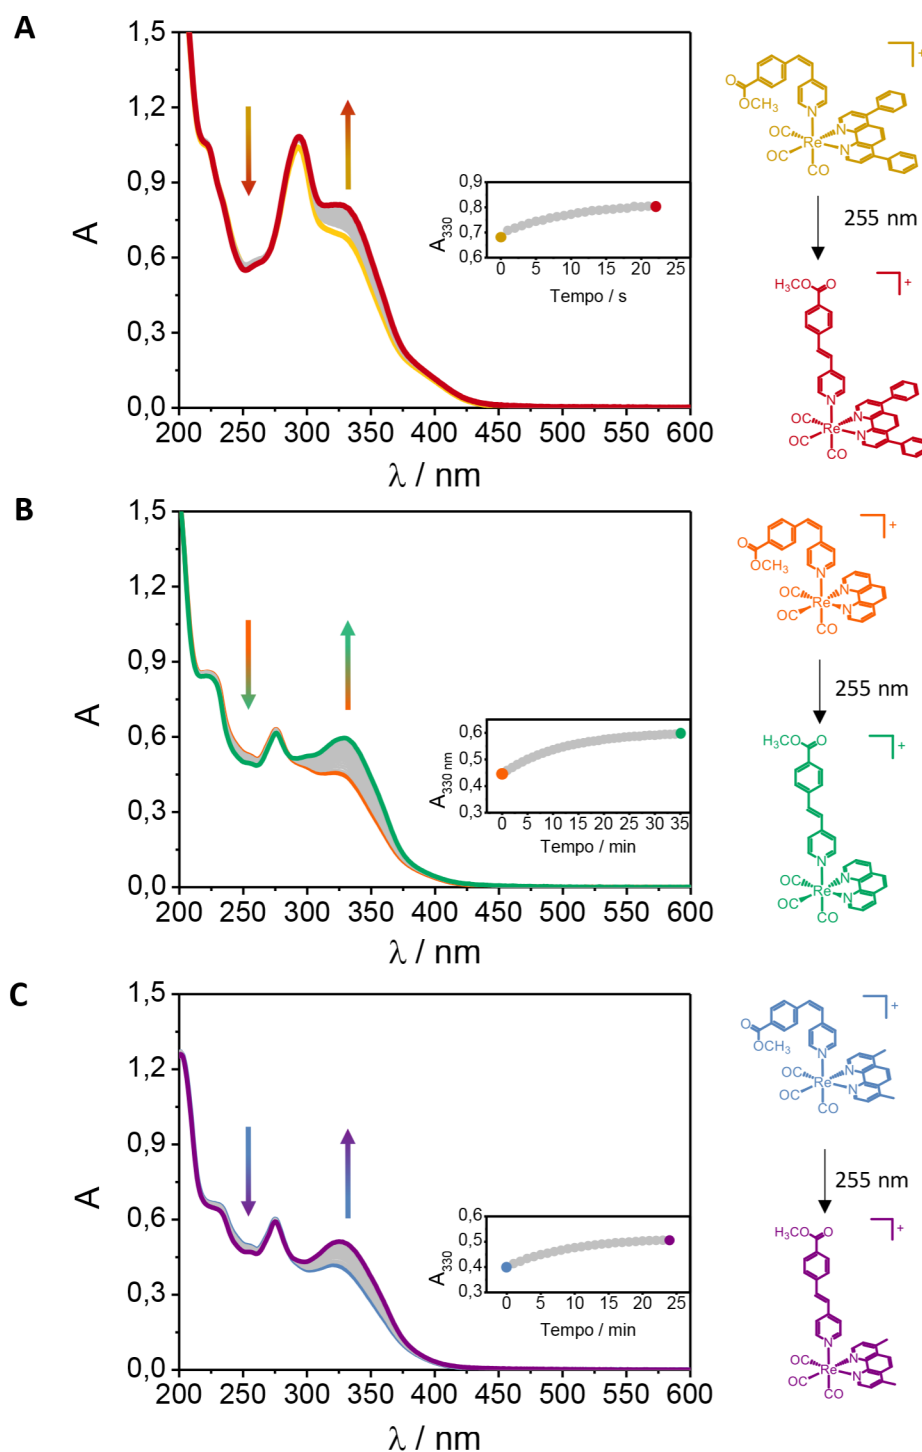 A
1,5
1,2
0,9
0,6
0,3
0,0
A
200 250 300 350 400 450 500 550 600
λ / nm
0,9
0,8
0,7
0,6
A330
0 5 10 15 20 25
Tempo / s
]+
O
OCH3
N
OC
Re
N
N
OC
CO
255 nm
H3CO
O
]+
N
OC
Re
N
N
OC
CO
B
1,5
1,2
0,9
0,6
0,3
0,0
A
200 250 300 350 400 450 500 550 600
λ / nm
0,6
0,5
0,4
0,3
A330 nm
0 5 10 15 20 25 30 35
Tempo / min
]+
O
OCH3
N
OC
Re
N
N
OC
CO
255 nm
H3CO
O
]+
N
OC
Re
N
N
OC
CO
C
1,5
1,2
0,9
0,6
0,3
0,0
A
200 250 300 350 400 450 500 550 600
λ / nm
0,6
0,5
0,4
0,3
A330
0 5 10 15 20 25
Tempo / min
]+
O
OCH3
N
OC
Re
N
N
OC
CO
255 nm
H3CO
O
]+
N
OC
Re
N
N
OC
CO